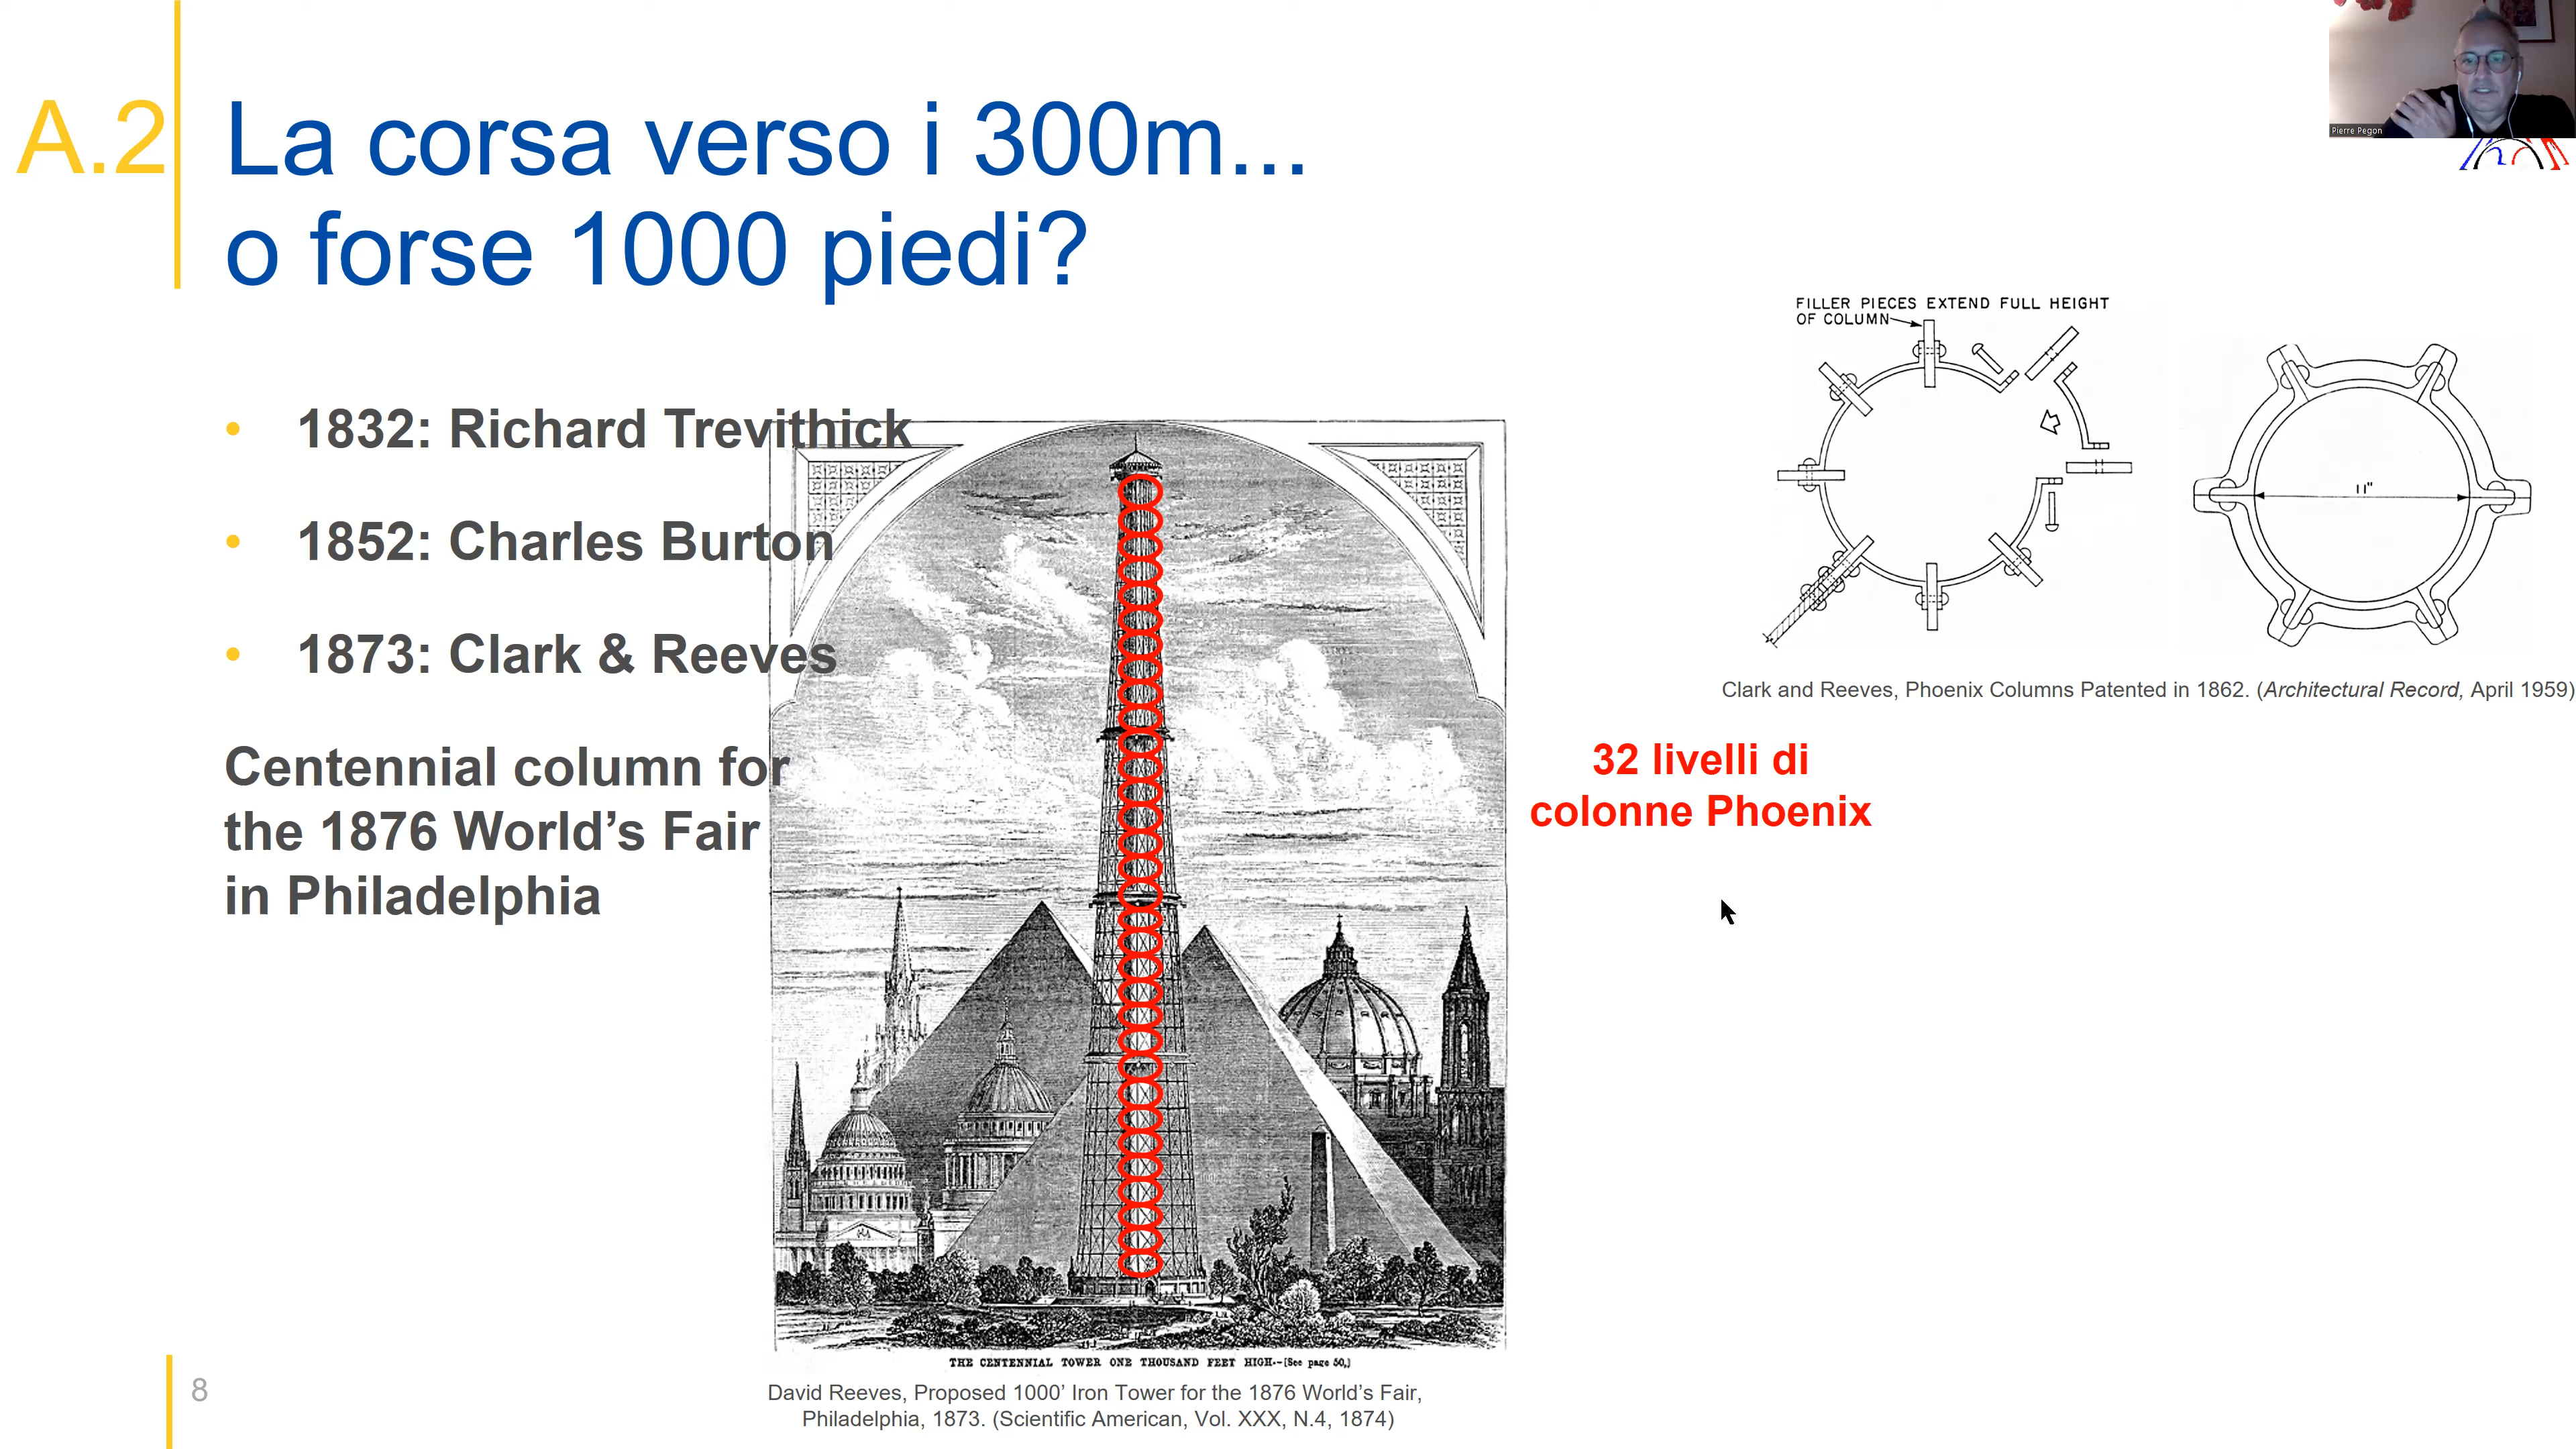 A.2
La corsa verso i 300m...
o forse 1000 piedi?
• 1832: Richard Trevithick
• 1852: Charles Burton
• 1873: Clark & Reeves
Centennial column for
the 1876 World’s Fair
in Philadelphia
THE CENTENNIAL TOWER ONE THOUSAND FEET HIGH.--[See page 50,]
David Reeves, Proposed 1000’ Iron Tower for the 1876 World’s Fair,
Philadelphia, 1873. (Scientific American, Vol. XXX, N.4, 1874)
FILLER PIECES EXTEND FULL HEIGHT
OF COLUMN
11"
Clark and Reeves, Phoenix Columns Patented in 1862. (Architectural Record, April 1959)
32 livelli di
colonne Phoenix
Pierre Pegon
8